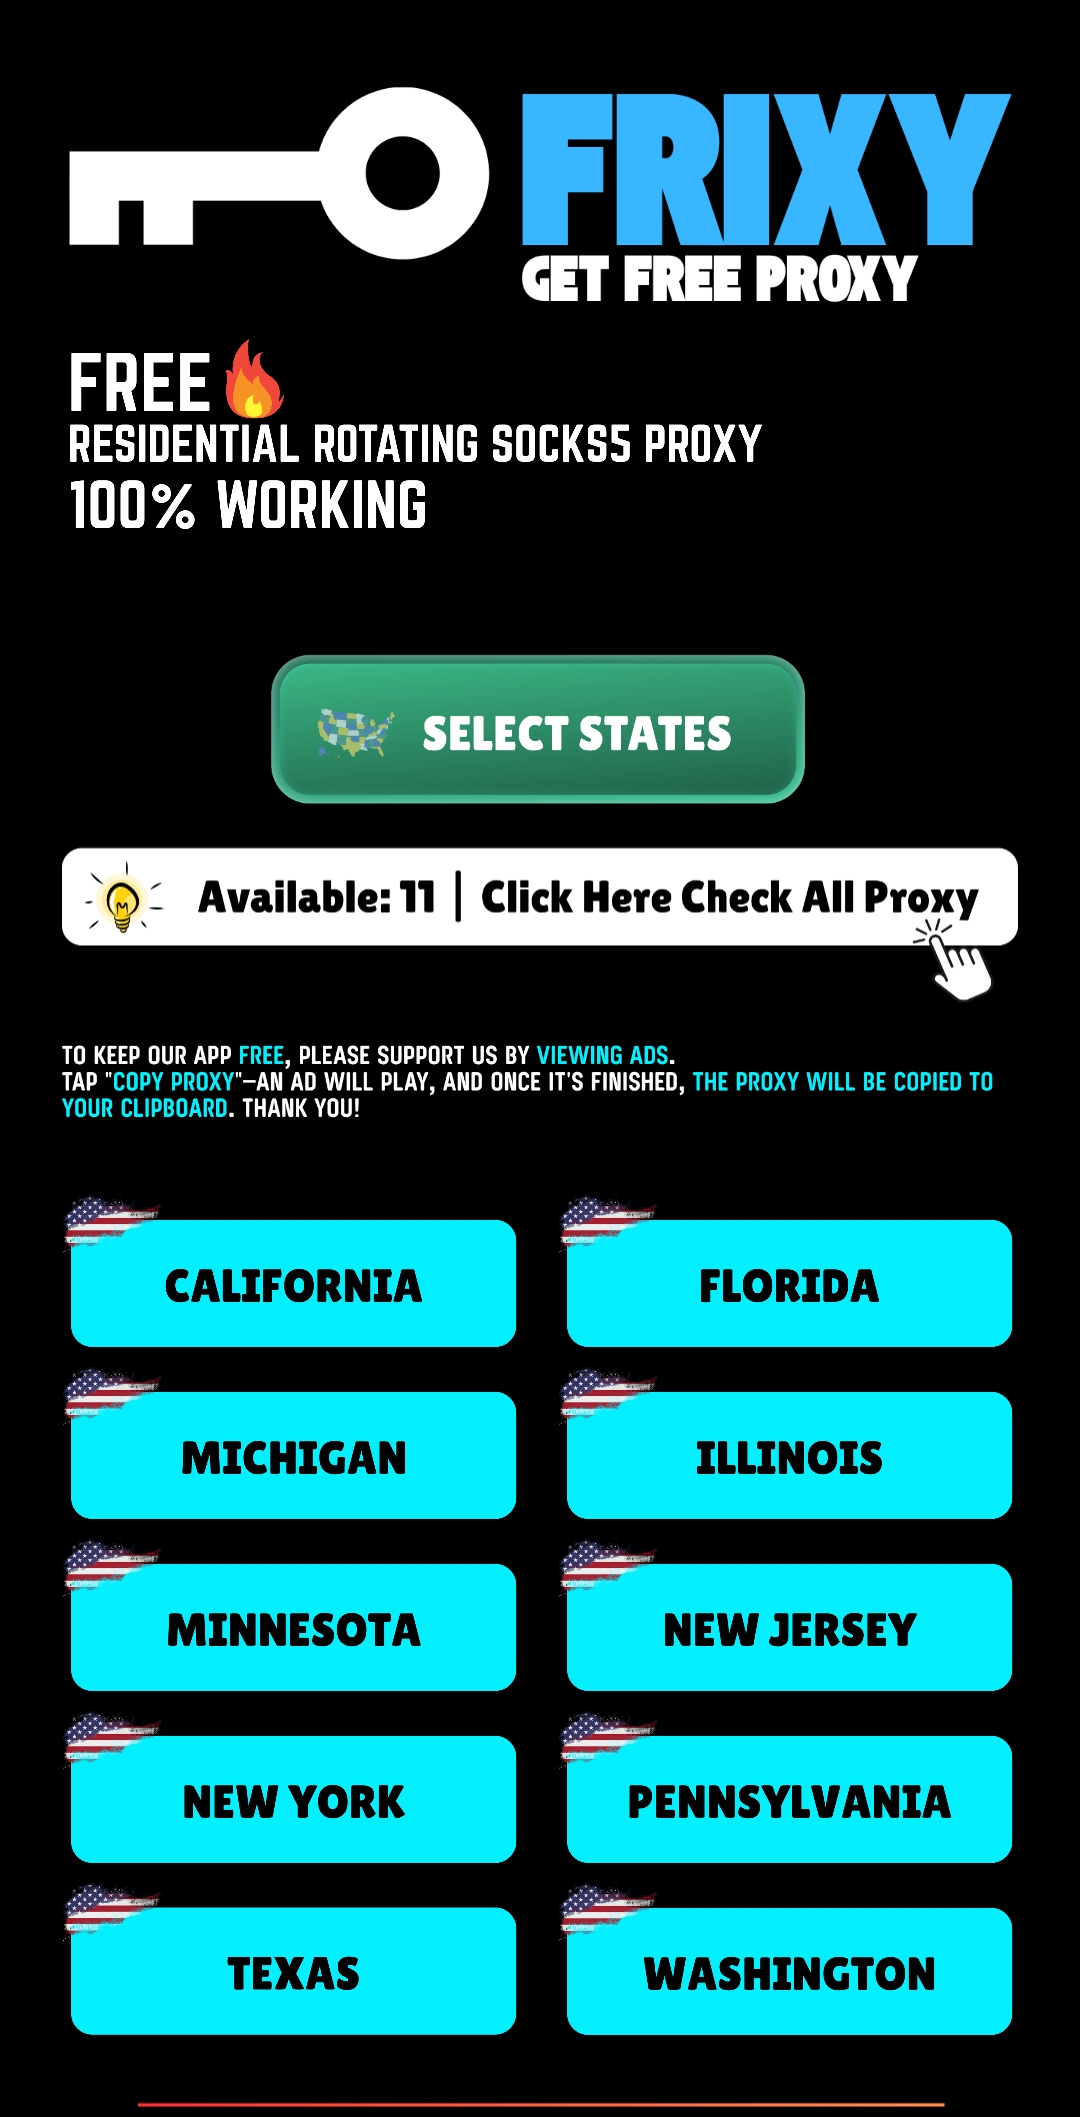 FRIXY
GET FREE PROXY
FREE🔥
RESIDENTIAL ROTATING SOCKS5 PROXY
100% WORKING
SELECT STATES
Available: 11 | Click Here Check All Proxy
TO KEEP OUR APP FREE, PLEASE SUPPORT US BY VIEWING ADS.
TAP "COPY PROXY"—AN AD WILL PLAY, AND ONCE IT'S FINISHED, THE PROXY WILL BE COPIED TO
YOUR CLIPBOARD. THANK YOU!
CALIFORNIA
FLORIDA
MICHIGAN
ILLINOIS
MINNESOTA
NEW JERSEY
NEW YORK
PENNSYLVANIA
TEXAS
WASHINGTON